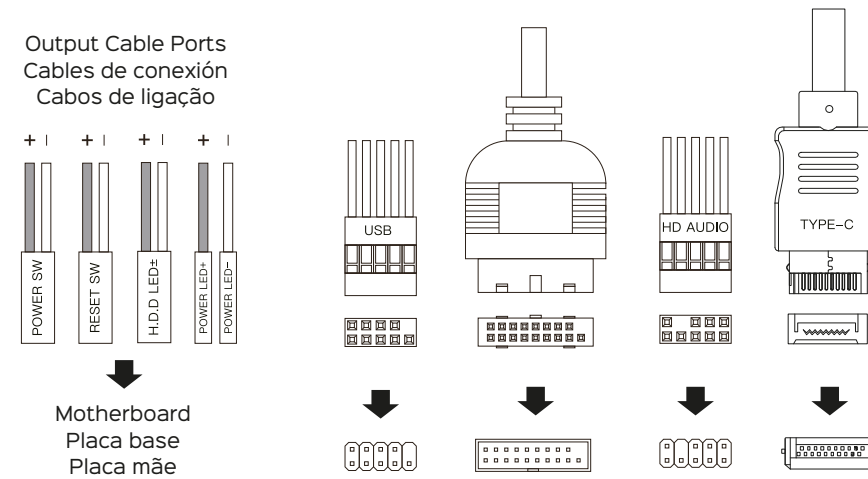 Output Cable Ports
Cables de conexión
Cabos de ligação
+ | + | + | + |
POWER SW
RESET SW
H.D.D LED±
POWER LED+
POWER LED-
USB
HD AUDIO
TYPE-C
Motherboard
Placa base
Placa mãe